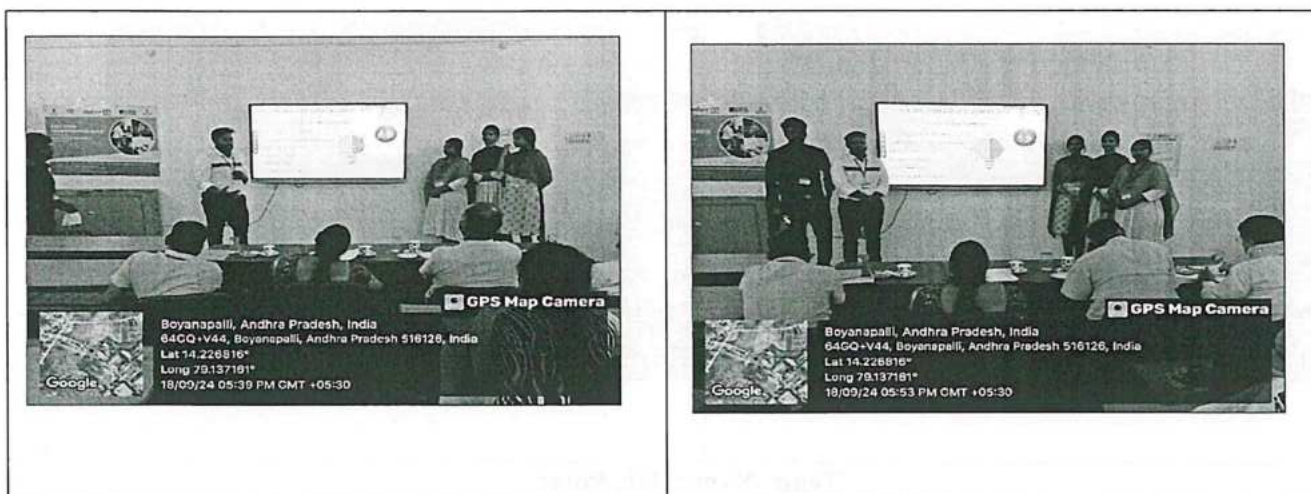 GPS Map Camera
Boyanapalli, Andhra Pradesh, India
64GQ+V44, Boyanapalli, Andhra Pradesh 516126, India
Lat 14.226816°
Long 79.137161°
18/09/24 05:39 PM GMT +05:30
Google
GPS Map Camera
Boyanapalli, Andhra Pradesh, India
64GQ+V44, Boyanapalli, Andhra Pradesh 516126, India
Lat 14.226816°
Long 79.137161°
18/09/24 05:53 PM GMT +05:30
Google